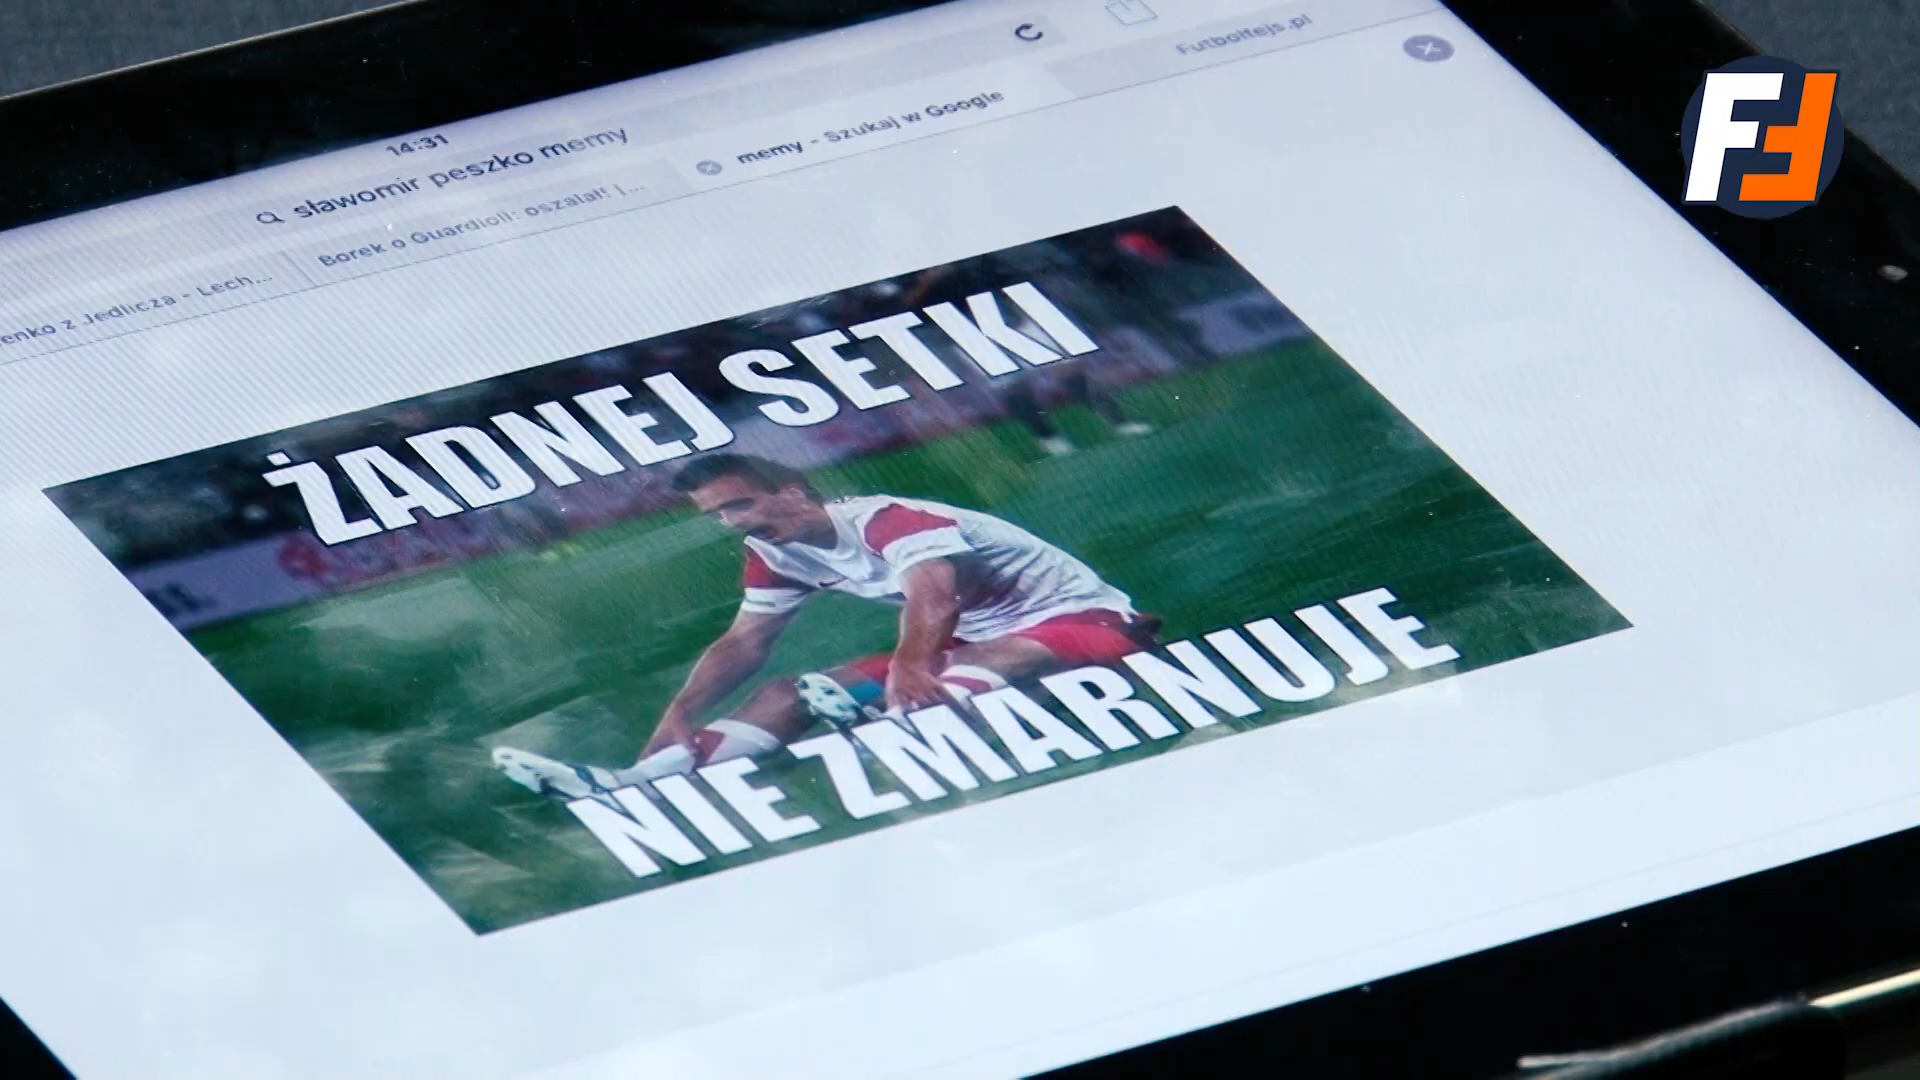 14:31
Futbolfejs.pl
sławomir peszko memy
memy - Szukaj w Google
Borek o Guardioli: oszalał! |...
enko z Jedlicza - Lech...
ŻADNEJ SETKI
NIE ZMARNUJE
FF